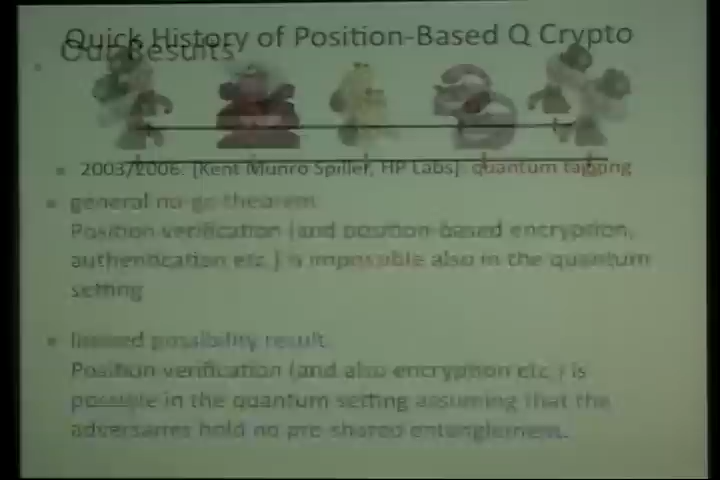 Quick History of Position-Based Q Crypto
Our Results
2003/2006: [Kent Munro Spiller, HP Labs]: quantum tagging
general no-go theorem
Position verification (and position-based encryption,
authentication etc.) is impossible also in the quantum
setting
limited possibility result
Position verification (and also encryption etc.) is
possible in the quantum setting assuming that the
adversaries hold no pre-shared entanglement.